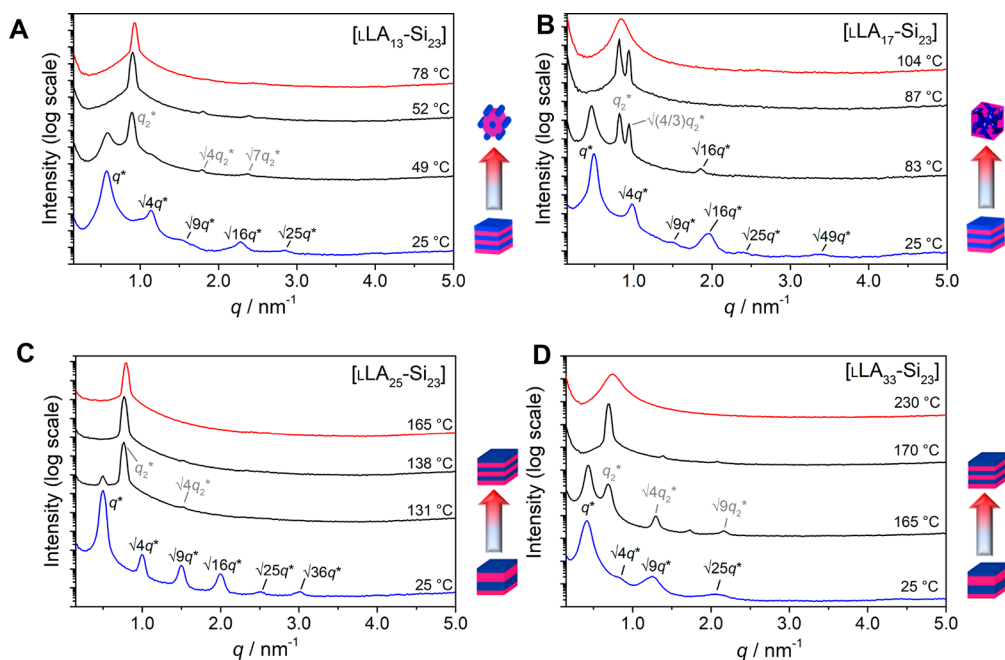 A
[LLA₁₃–Si₂₃]
Intensity (log scale)
78 °C
52 °C
q₂*
√4q₂*
√7q₂*
49 °C
q*
√4q*
√9q*
√16q*
√25q*
25 °C
1.0 2.0 3.0 4.0 5.0
q / nm⁻¹
B
[LLA₁₇–Si₂₃]
Intensity (log scale)
104 °C
87 °C
q₂*
√(4/3)q₂*
q*
√16q*
83 °C
√4q*
√9q*
√16q*
√25q*
√49q*
25 °C
1.0 2.0 3.0 4.0 5.0
q / nm⁻¹
C
[LLA₂₅–Si₂₃]
Intensity (log scale)
165 °C
138 °C
q₂*
√4q₂*
131 °C
q*
√4q*
√9q*
√16q*
√25q*
√36q*
25 °C
1.0 2.0 3.0 4.0 5.0
q / nm⁻¹
D
[LLA₃₃–Si₂₃]
Intensity (log scale)
230 °C
170 °C
q₂*
√4q₂*
√9q₂*
165 °C
q*
√4q*
√9q*
√25q*
25 °C
1.0 2.0 3.0 4.0 5.0
q / nm⁻¹